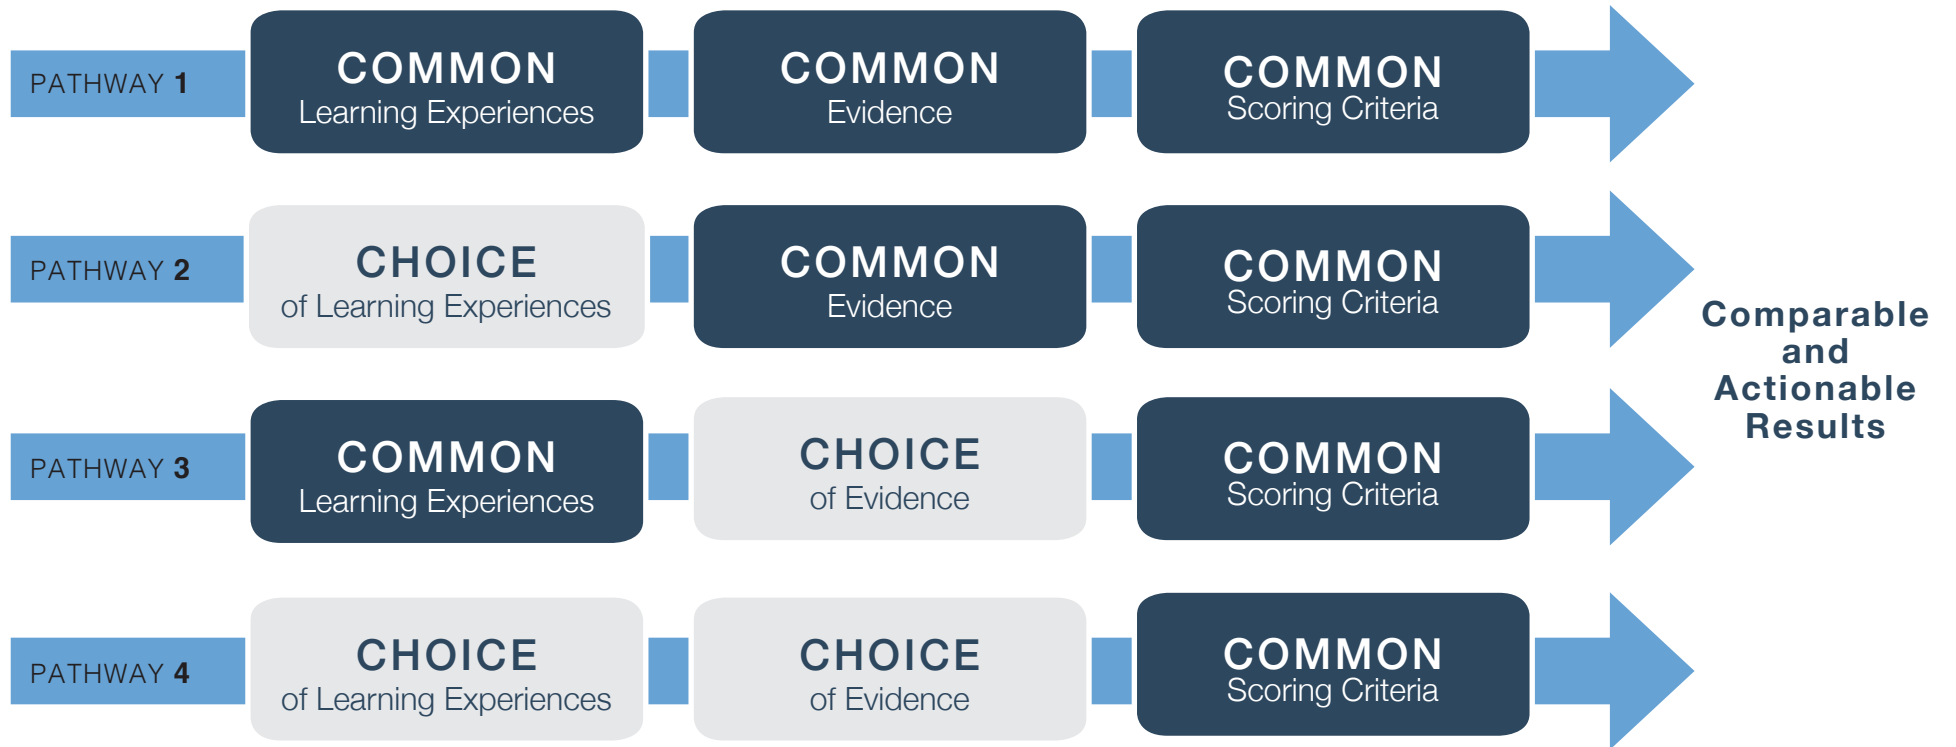 PATHWAY 1
COMMON
Learning Experiences
COMMON
Evidence
COMMON
Scoring Criteria
PATHWAY 2
CHOICE
of Learning Experiences
COMMON
Evidence
COMMON
Scoring Criteria
PATHWAY 3
COMMON
Learning Experiences
CHOICE
of Evidence
COMMON
Scoring Criteria
PATHWAY 4
CHOICE
of Learning Experiences
CHOICE
of Evidence
COMMON
Scoring Criteria
Comparable
and
Actionable
Results